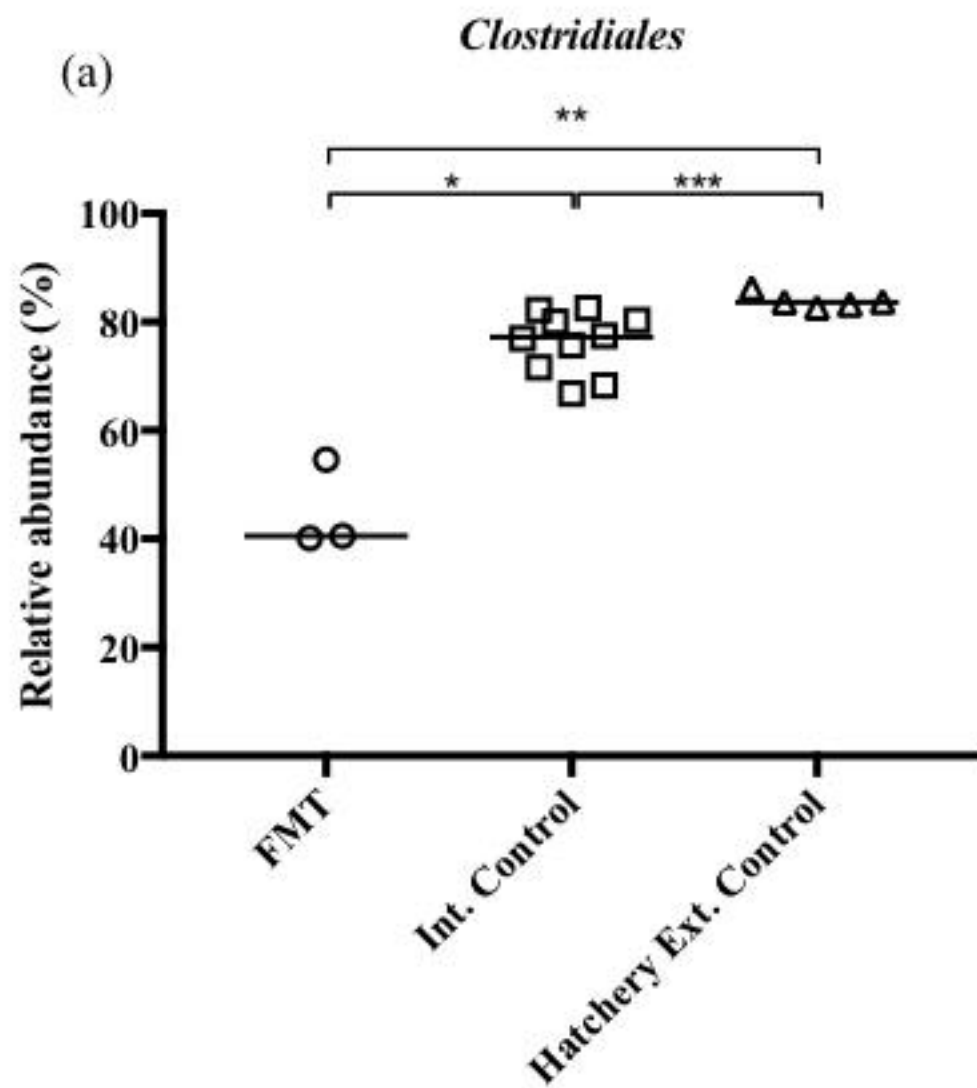 Clostridiales
(a)
**
*
***
Relative abundance (%)
100
80
60
40
20
0
FMT
Int. Control
Hatchery Ext. Control